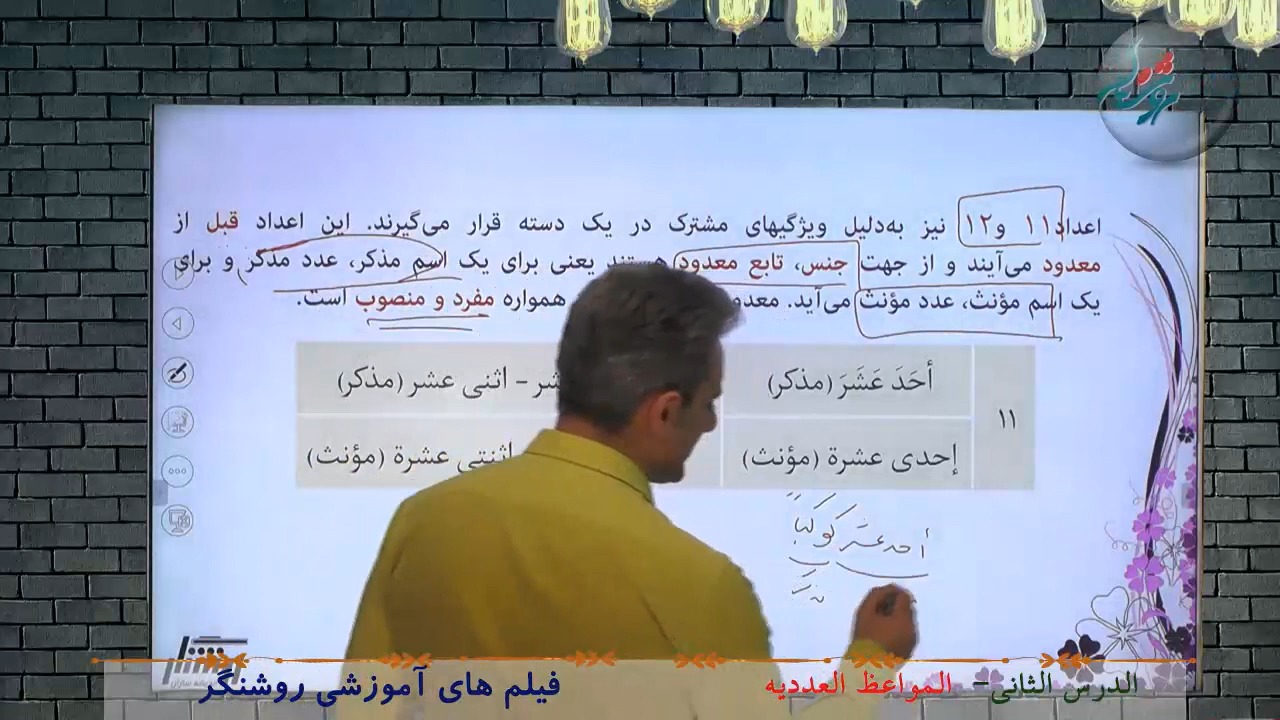 اعداد ۱۱ و ۱۲ نیز به‌دلیل ویژگیهای مشترک در یک دسته قرار می‌گیرند. این اعداد قبل از
معدود می‌آیند و از جهت جنس، تابع معدود هستند یعنی برای یک اسم مذکر، عدد مذکر و برای
یک اسم مؤنث، عدد مؤنث می‌آید. همواره مفرد و منصوب است.
۱۱
أحَدَ عَشَرَ (مذکر)
- اثنی عشر (مذکر)
إحدی عشرة (مؤنث)
اثنتی عشرة (مؤنث)
أحد عشر کوکباً
الدرس الثانی- المواعظ العددیه
فیلم های آموزشی روشنگر